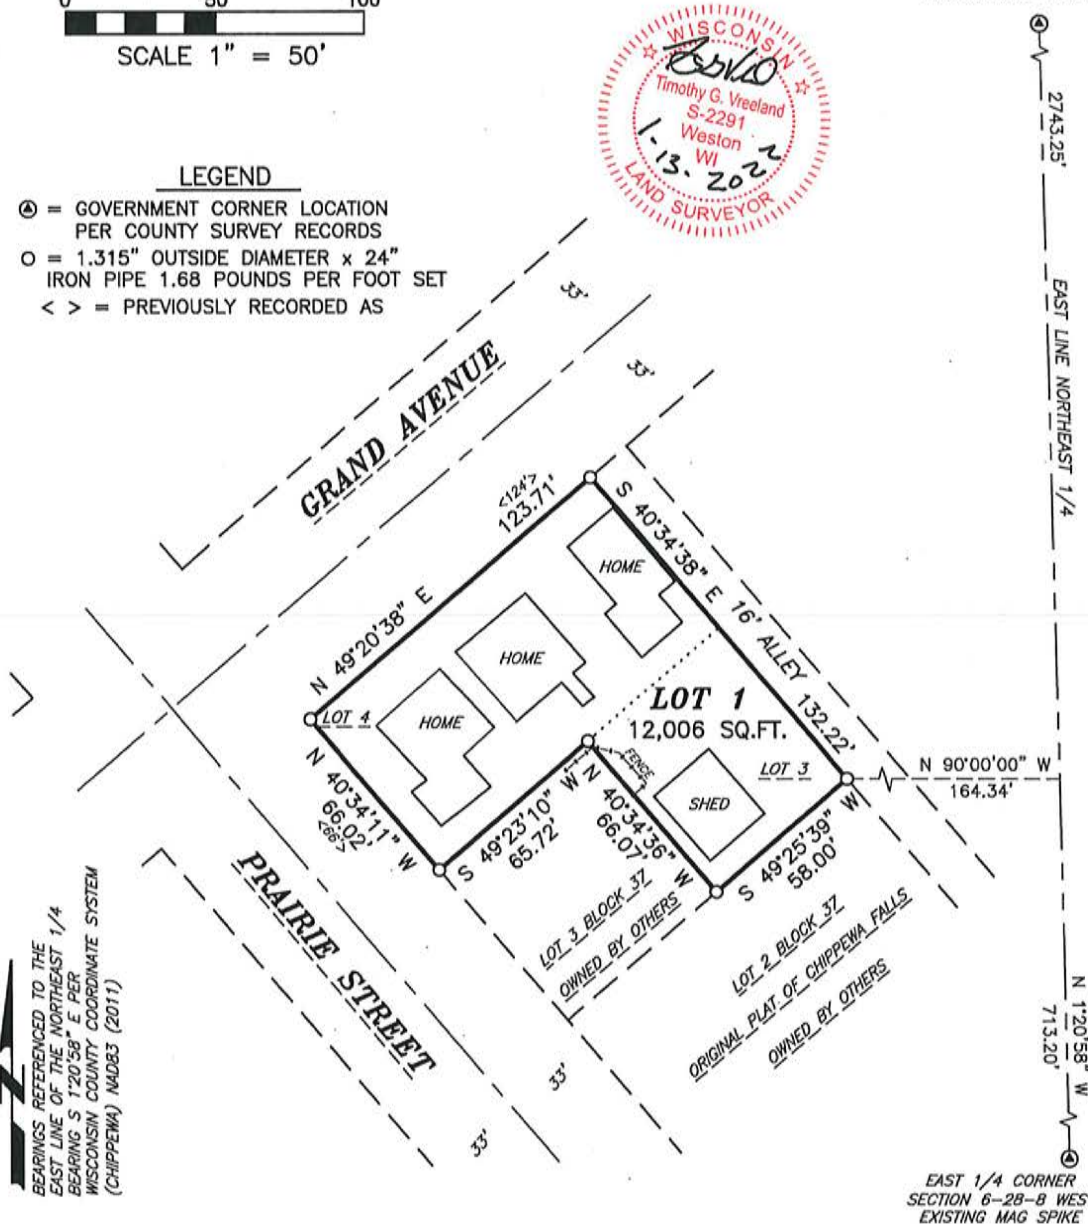 0 50 100
SCALE 1" = 50'
WISCONSIN
Timothy G. Vreeland
S-2291
Weston
WI
1-13-2022
LAND SURVEYOR
LEGEND
= GOVERNMENT CORNER LOCATION
PER COUNTY SURVEY RECORDS
O = 1.315" OUTSIDE DIAMETER x 24"
IRON PIPE 1.68 POUNDS PER FOOT SET
< > = PREVIOUSLY RECORDED AS
2743.25'
EAST LINE NORTHEAST 1/4
33'
33'
GRAND AVENUE
<124'>
123.71'
N 49°20'38" E
S 40°34'38" E 132.22'
16' ALLEY
HOME
HOME
HOME
LOT 4
LOT 1
12,006 SQ.FT.
LOT 3
FENCE
SHED
N 40°34'11" W
66.02'
<66'>
S 49°23'10" W
65.72'
N 40°34'36" W
66.07'
S 49°25'39" W
58.00'
N 90°00'00" W
164.34'
LOT 3 BLOCK 37
OWNED BY OTHERS
LOT 2 BLOCK 37
ORIGINAL PLAT OF CHIPPEWA FALLS
OWNED BY OTHERS
PRAIRIE STREET
33'
33'
N 1°20'58" W
713.20'
BEARINGS REFERENCED TO THE
EAST LINE OF THE NORTHEAST 1/4
BEARING S 1°20'58" E PER
WISCONSIN COUNTY COORDINATE SYSTEM
(CHIPPEWA) NAD83 (2011)
EAST 1/4 CORNER
SECTION 6-28-8 WES
EXISTING MAG SPIKE